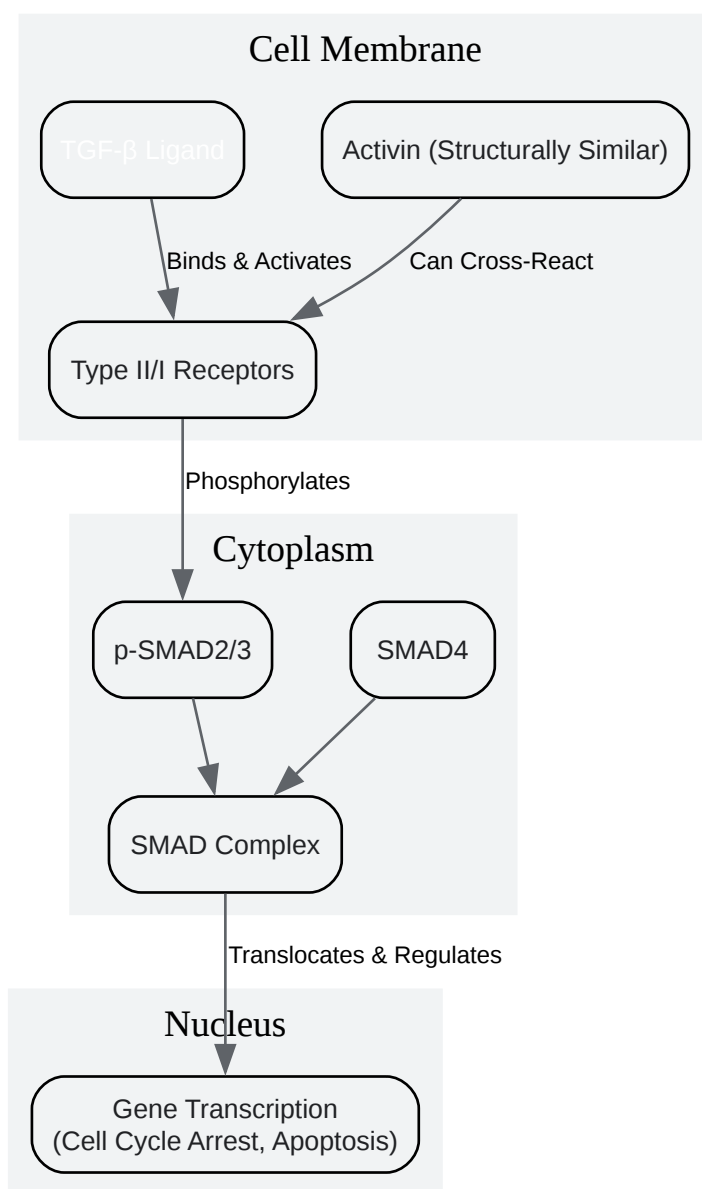 Cell Membrane
TGF-β Ligand
Activin (Structurally Similar)
Binds & Activates
Can Cross-React
Type II/I Receptors
Phosphorylates
Cytoplasm
p-SMAD2/3
SMAD4
SMAD Complex
Translocates & Regulates
Nucleus
Gene Transcription
(Cell Cycle Arrest, Apoptosis)